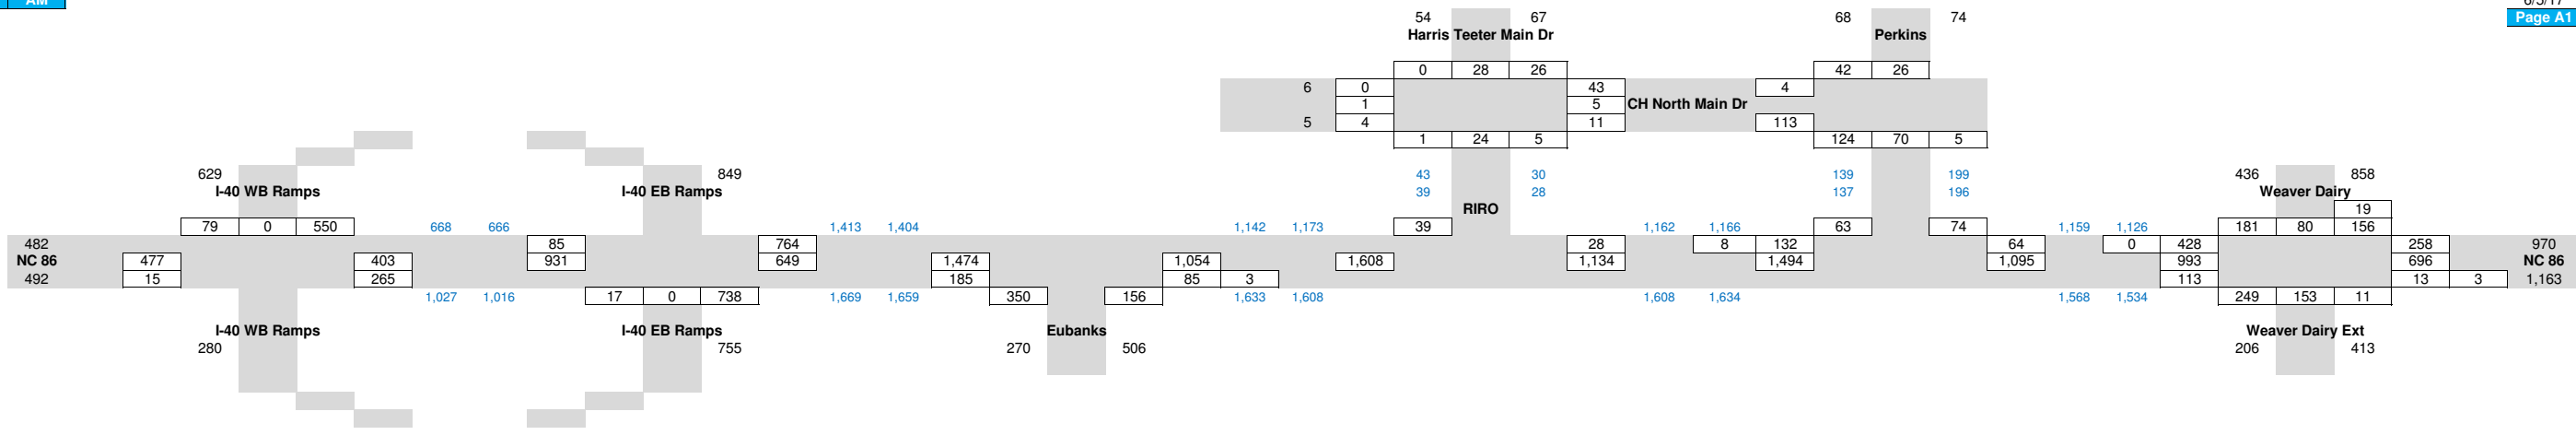 AM
6/5/17
Page A1
54 67 68 74
Harris Teeter Main Dr Perkins
0 28 26 42 26
6 0 43 4
1 5 CH North Main Dr
5 4 11 113
1 24 5 124 70 5
629 849 43 30 139 199 436 858
I-40 WB Ramps I-40 EB Ramps 39 28 137 196 Weaver Dairy
RIRO 19
79 0 550 668 666 1,413 1,404 1,142 1,173 39 1,162 1,166 63 74 1,159 1,126 181 80 156
482 85 764 28 8 132 64 0 428 258 970
NC 86 477 403 931 649 1,474 1,054 1,608 1,134 1,494 1,095 993 696 NC 86
492 15 265 185 85 3 113 13 3 1,163
1,027 1,016 17 0 738 1,669 1,659 350 156 1,633 1,608 1,608 1,634 1,568 1,534 249 153 11
I-40 WB Ramps I-40 EB Ramps Eubanks Weaver Dairy Ext
280 755 270 506 206 413